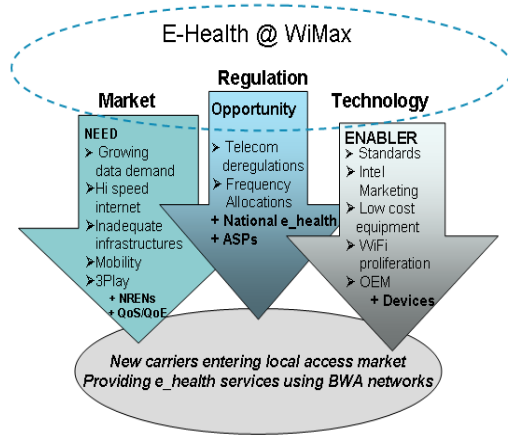 E-Health @ WiMax
Regulation
Market
Technology
Opportunity
NEED
➤ Growing
data demand
➤Hi speed
internet
➤Inadequate
infrastructures
➤Mobility
➤3Play
+ NRENs
+ QoS/QoE
➤ Telecom
deregulations
➤ Frequency
Allocations
+ National e_health
+ ASPs
ENABLER
➤ Standards
➤ Intel
Marketing
➤ Low cost
equipment
➤ WiFi
proliferation
➤ OEM
+ Devices
New carriers entering local access market
Providing e_health services using BWA networks